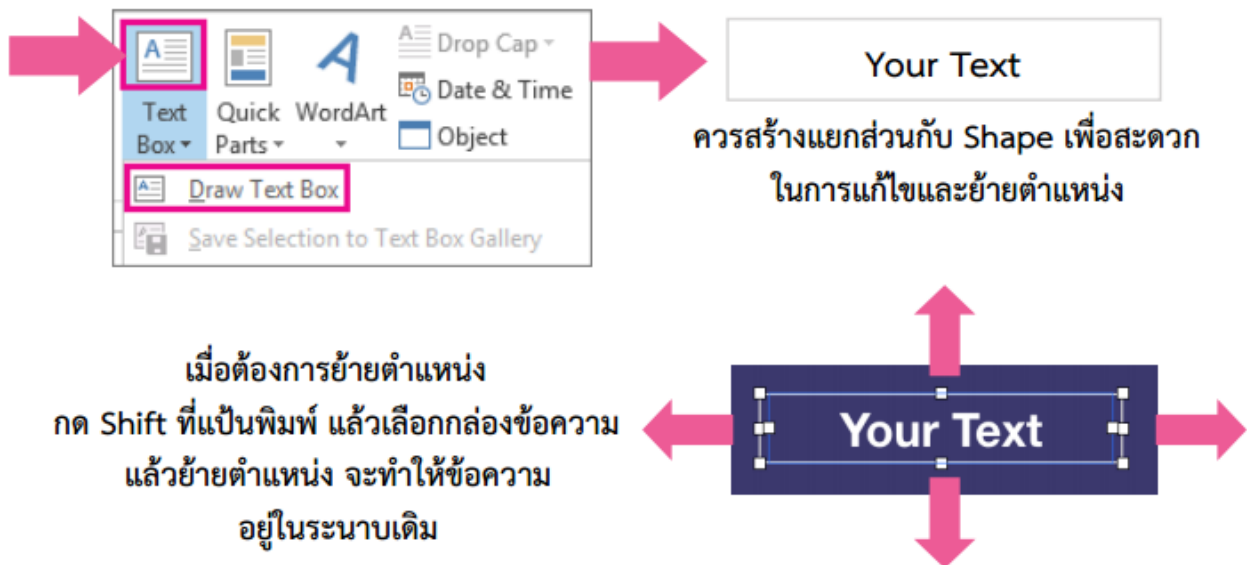 Text
Box
Quick
Parts
WordArt
Drop Cap
Date & Time
Object
Draw Text Box
Save Selection to Text Box Gallery
Your Text
ควรสร้างแยกส่วนกับ Shape เพื่อสะดวก
ในการแก้ไขและย้ายตำแหน่ง
เมื่อต้องการย้ายตำแหน่ง
กด Shift ที่แป้นพิมพ์ แล้วเลือกกล่องข้อความ
แล้วย้ายตำแหน่ง จะทำให้ข้อความ
อยู่ในระนาบเดิม
Your Text